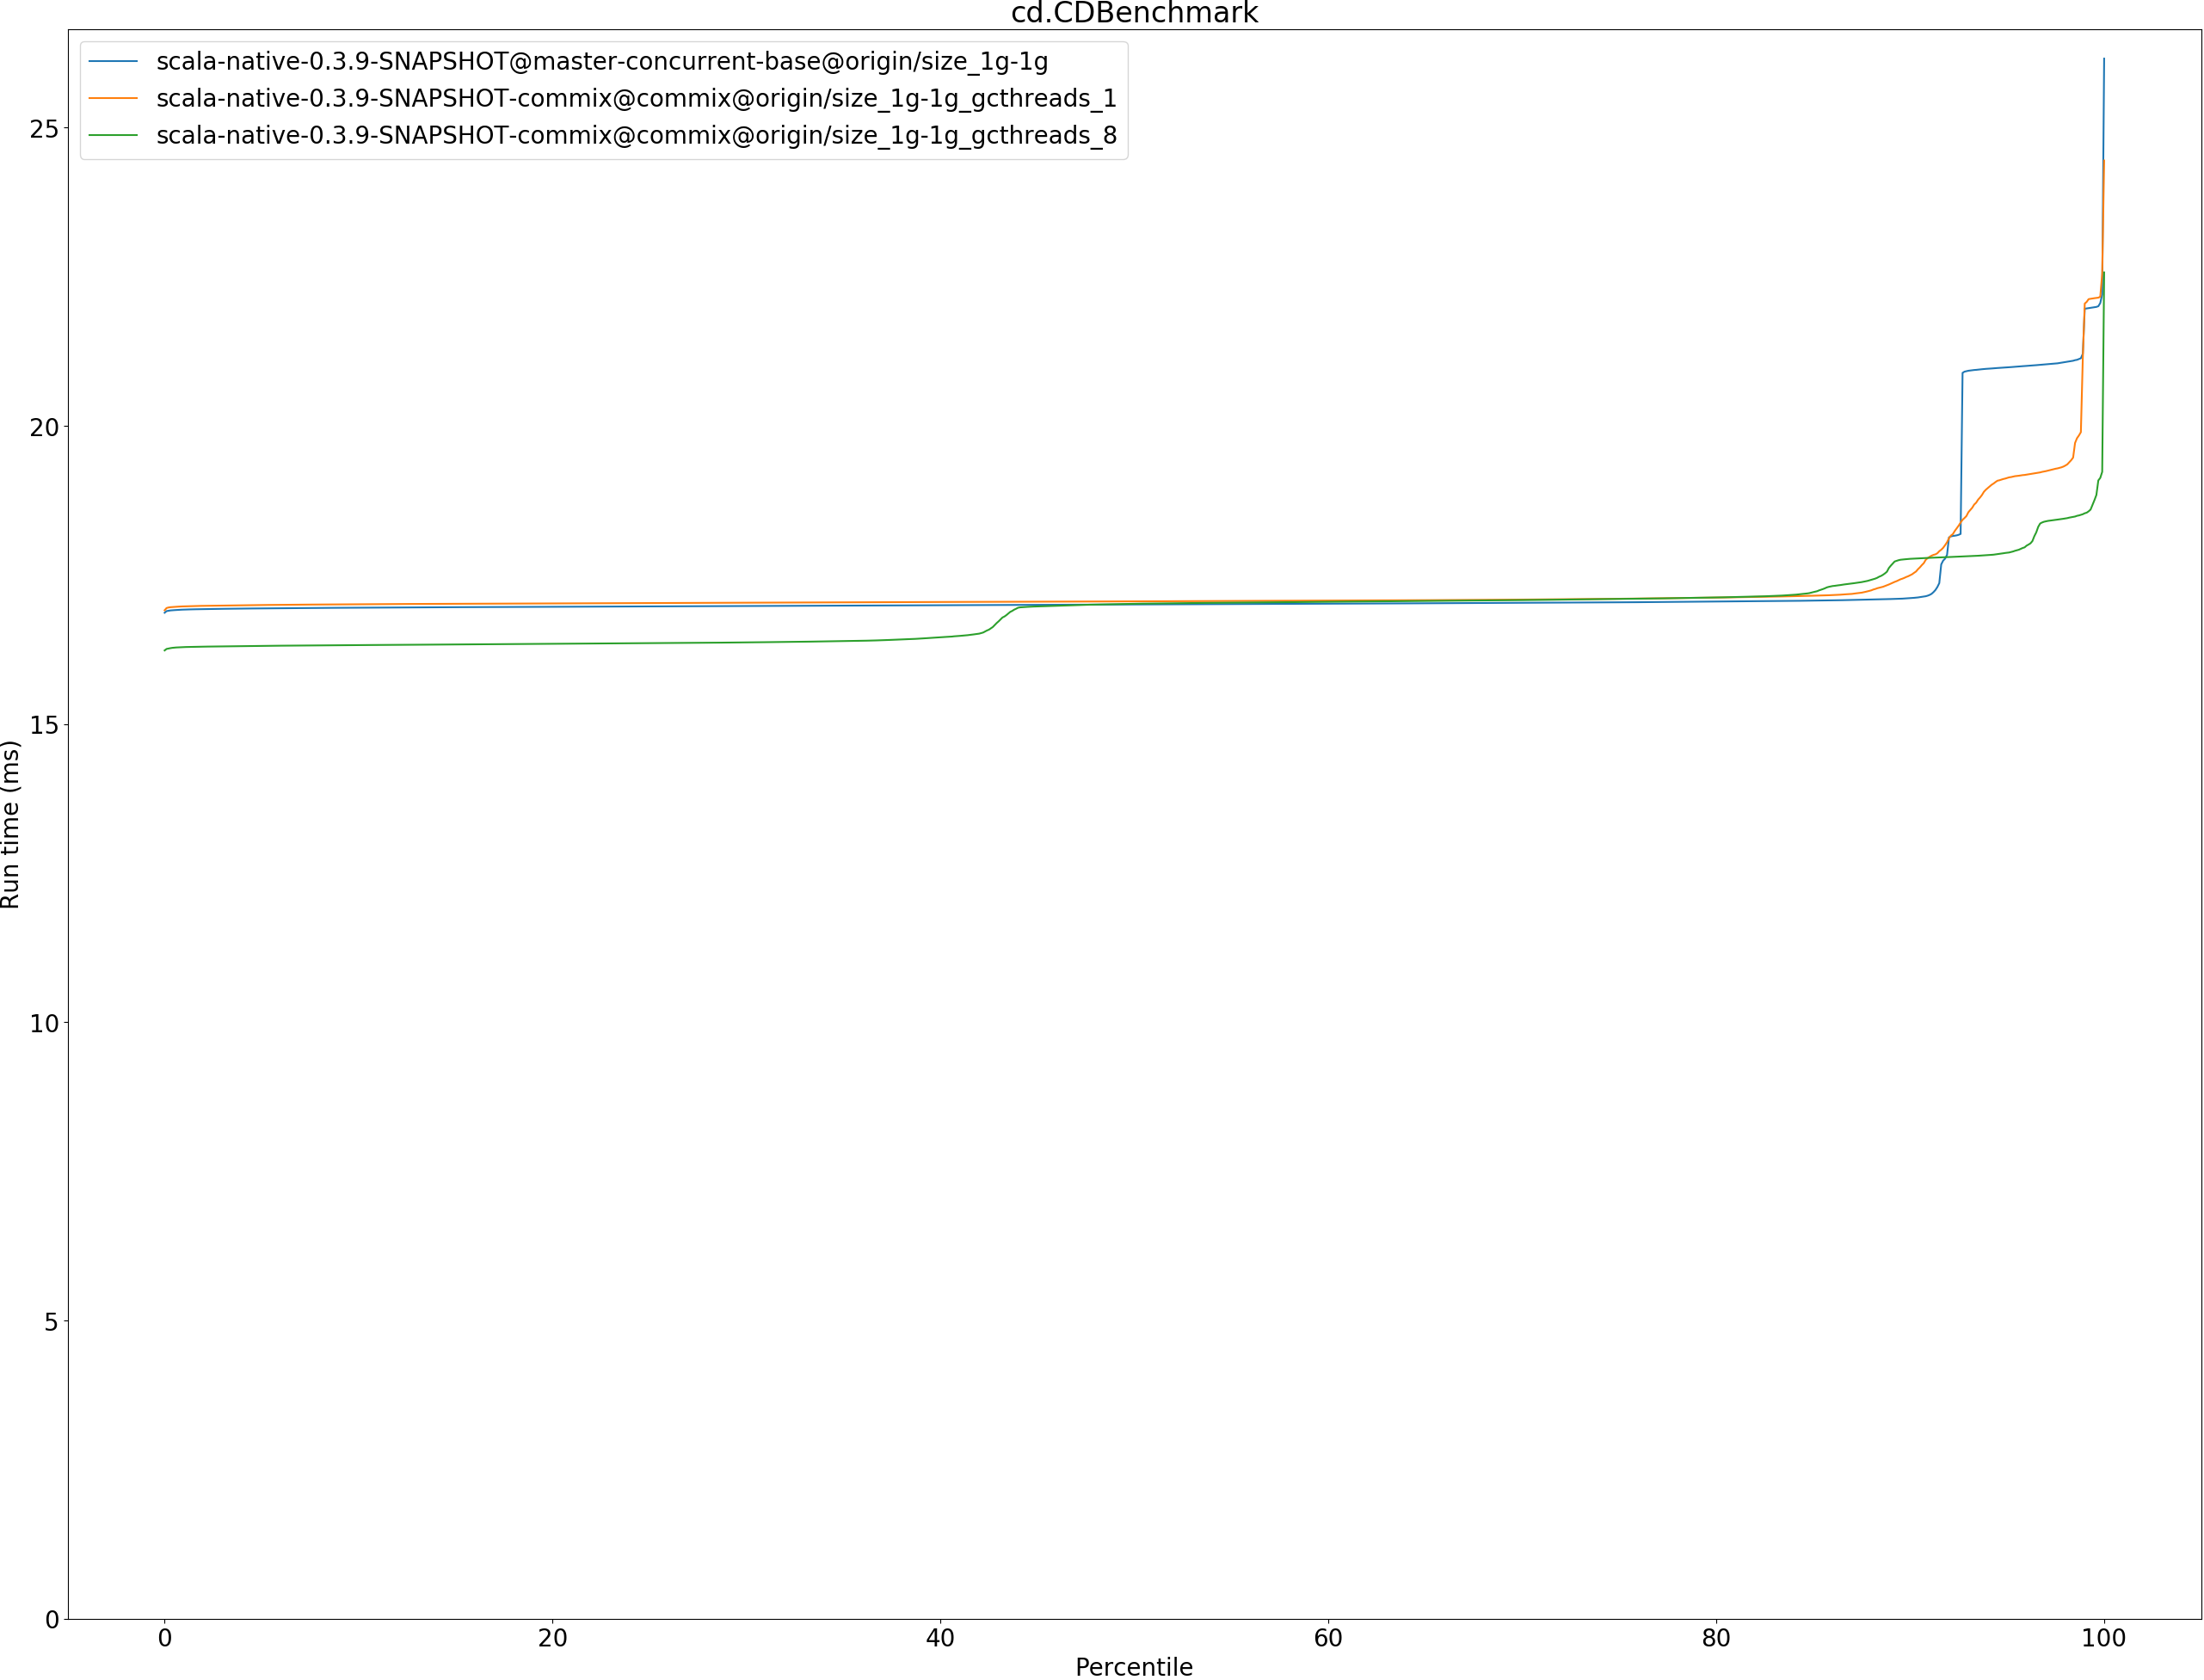 cd.CDBenchmark
scala-native-0.3.9-SNAPSHOT@master-concurrent-base@origin/size_1g-1g
scala-native-0.3.9-SNAPSHOT-commix@commix@origin/size_1g-1g_gcthreads_1
scala-native-0.3.9-SNAPSHOT-commix@commix@origin/size_1g-1g_gcthreads_8
25
20
15
10
5
0
Run time (ms)
0 20 40 60 80 100
Percentile